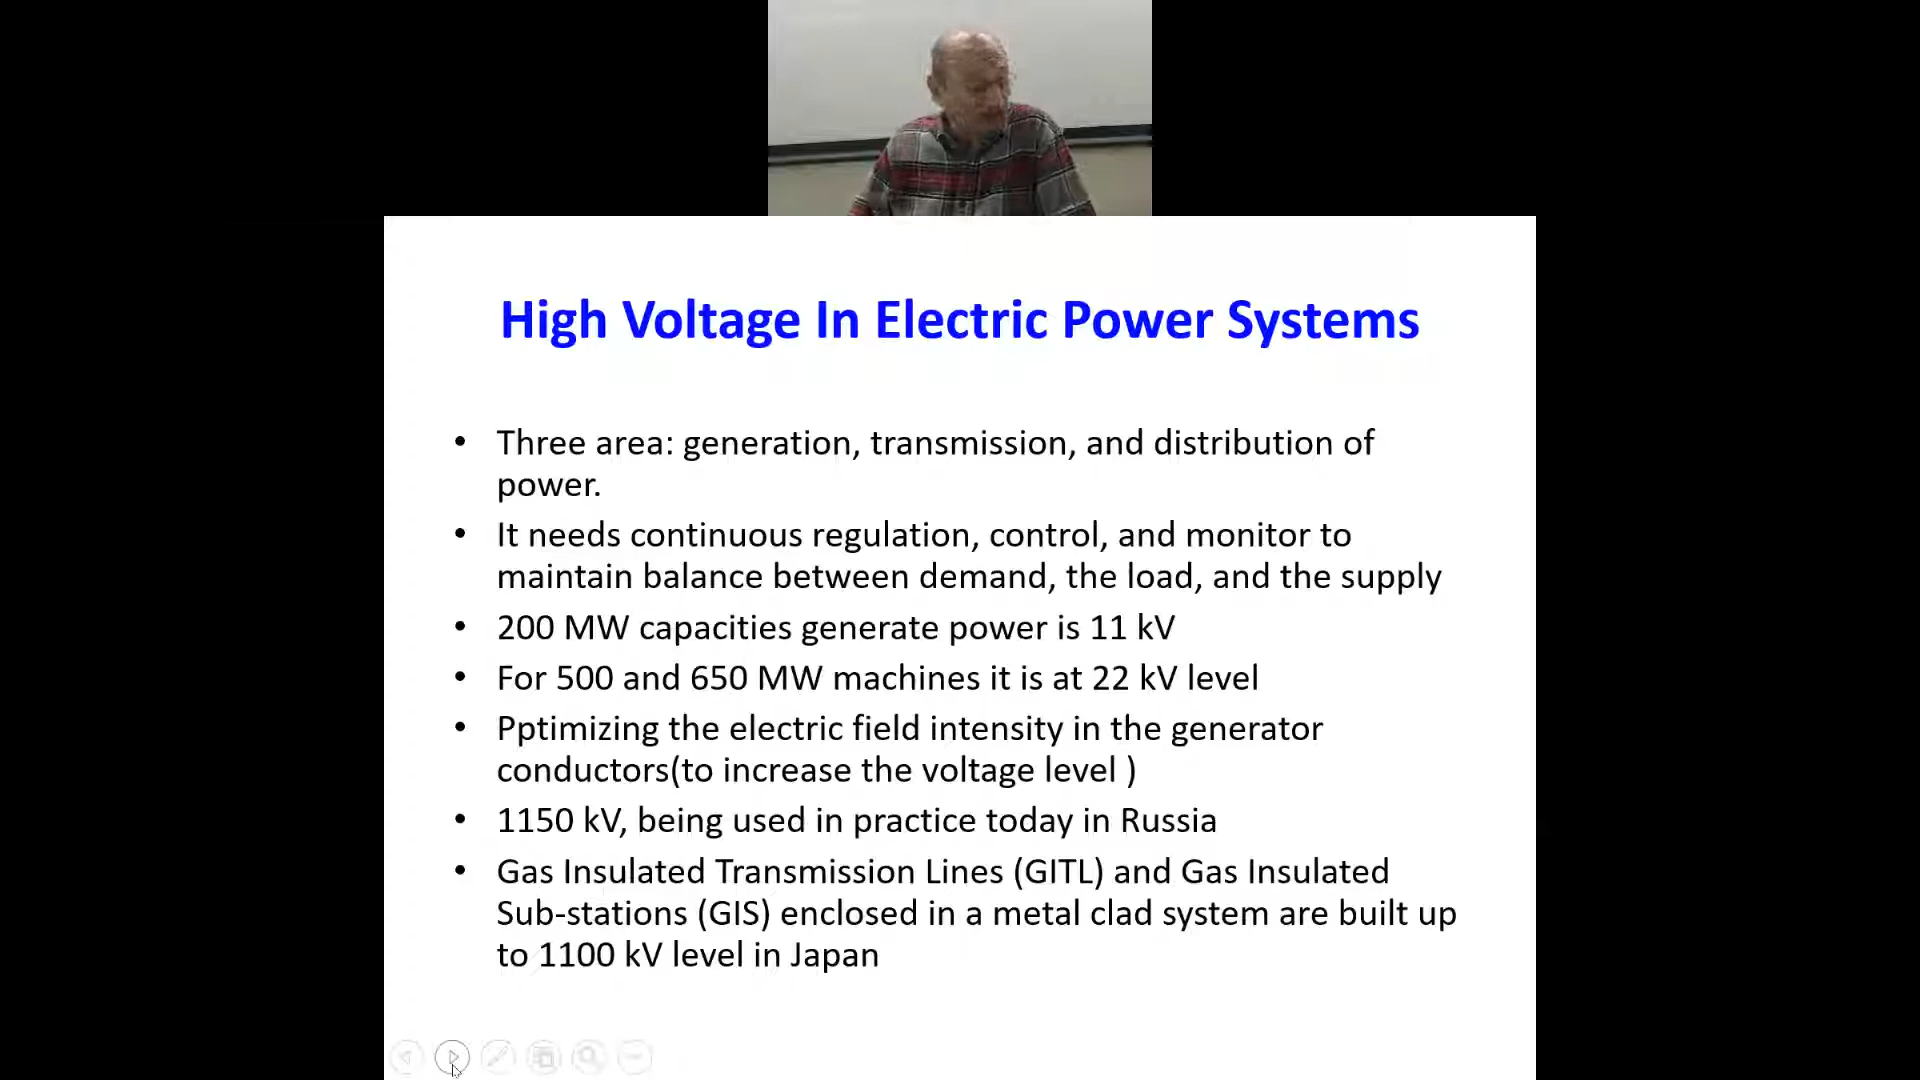 High Voltage In Electric Power Systems
• Three area: generation, transmission, and distribution of
power.
• It needs continuous regulation, control, and monitor to
maintain balance between demand, the load, and the supply
• 200 MW capacities generate power is 11 kV
• For 500 and 650 MW machines it is at 22 kV level
• Pptimizing the electric field intensity in the generator
conductors(to increase the voltage level )
• 1150 kV, being used in practice today in Russia
• Gas Insulated Transmission Lines (GITL) and Gas Insulated
Sub-stations (GIS) enclosed in a metal clad system are built up
to 1100 kV level in Japan